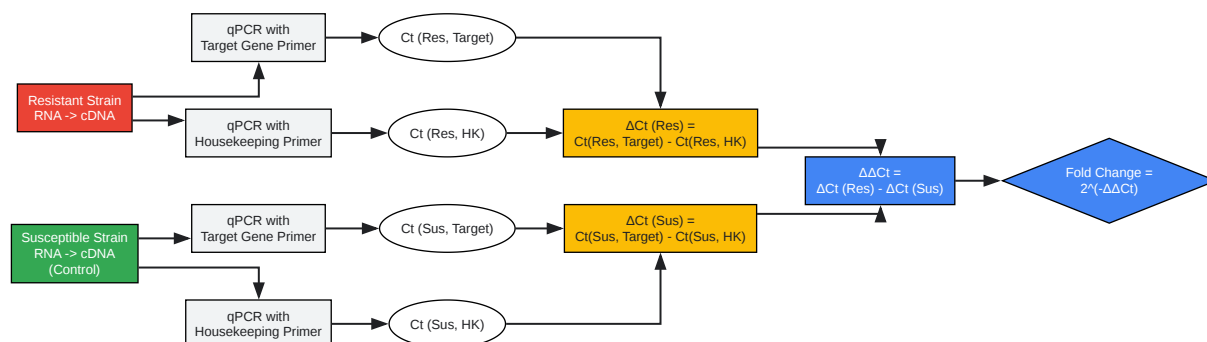 qPCR with
Target Gene Primer
Ct (Res, Target)
Resistant Strain
RNA -> cDNA
qPCR with
Housekeeping Primer
Ct (Res, HK)
ΔCt (Res) =
Ct(Res, Target) - Ct(Res, HK)
ΔΔCt =
ΔCt (Res) - ΔCt (Sus)
Fold Change =
2^(-ΔΔCt)
Susceptible Strain
RNA -> cDNA
(Control)
qPCR with
Target Gene Primer
Ct (Sus, Target)
ΔCt (Sus) =
Ct(Sus, Target) - Ct(Sus, HK)
qPCR with
Housekeeping Primer
Ct (Sus, HK)